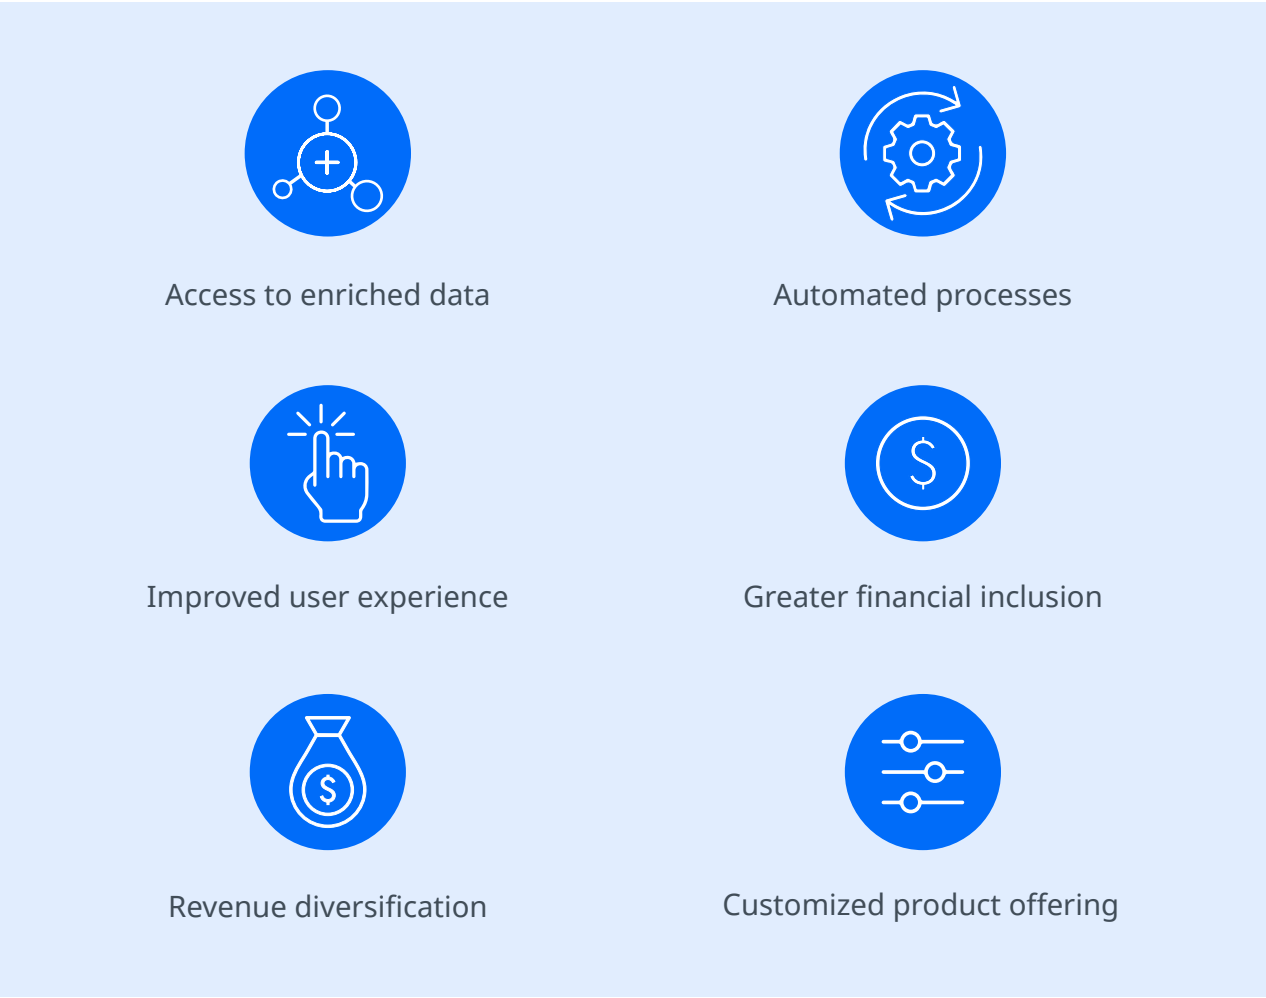 Access to enriched data
Automated processes
Improved user experience
Greater financial inclusion
Revenue diversification
Customized product offering